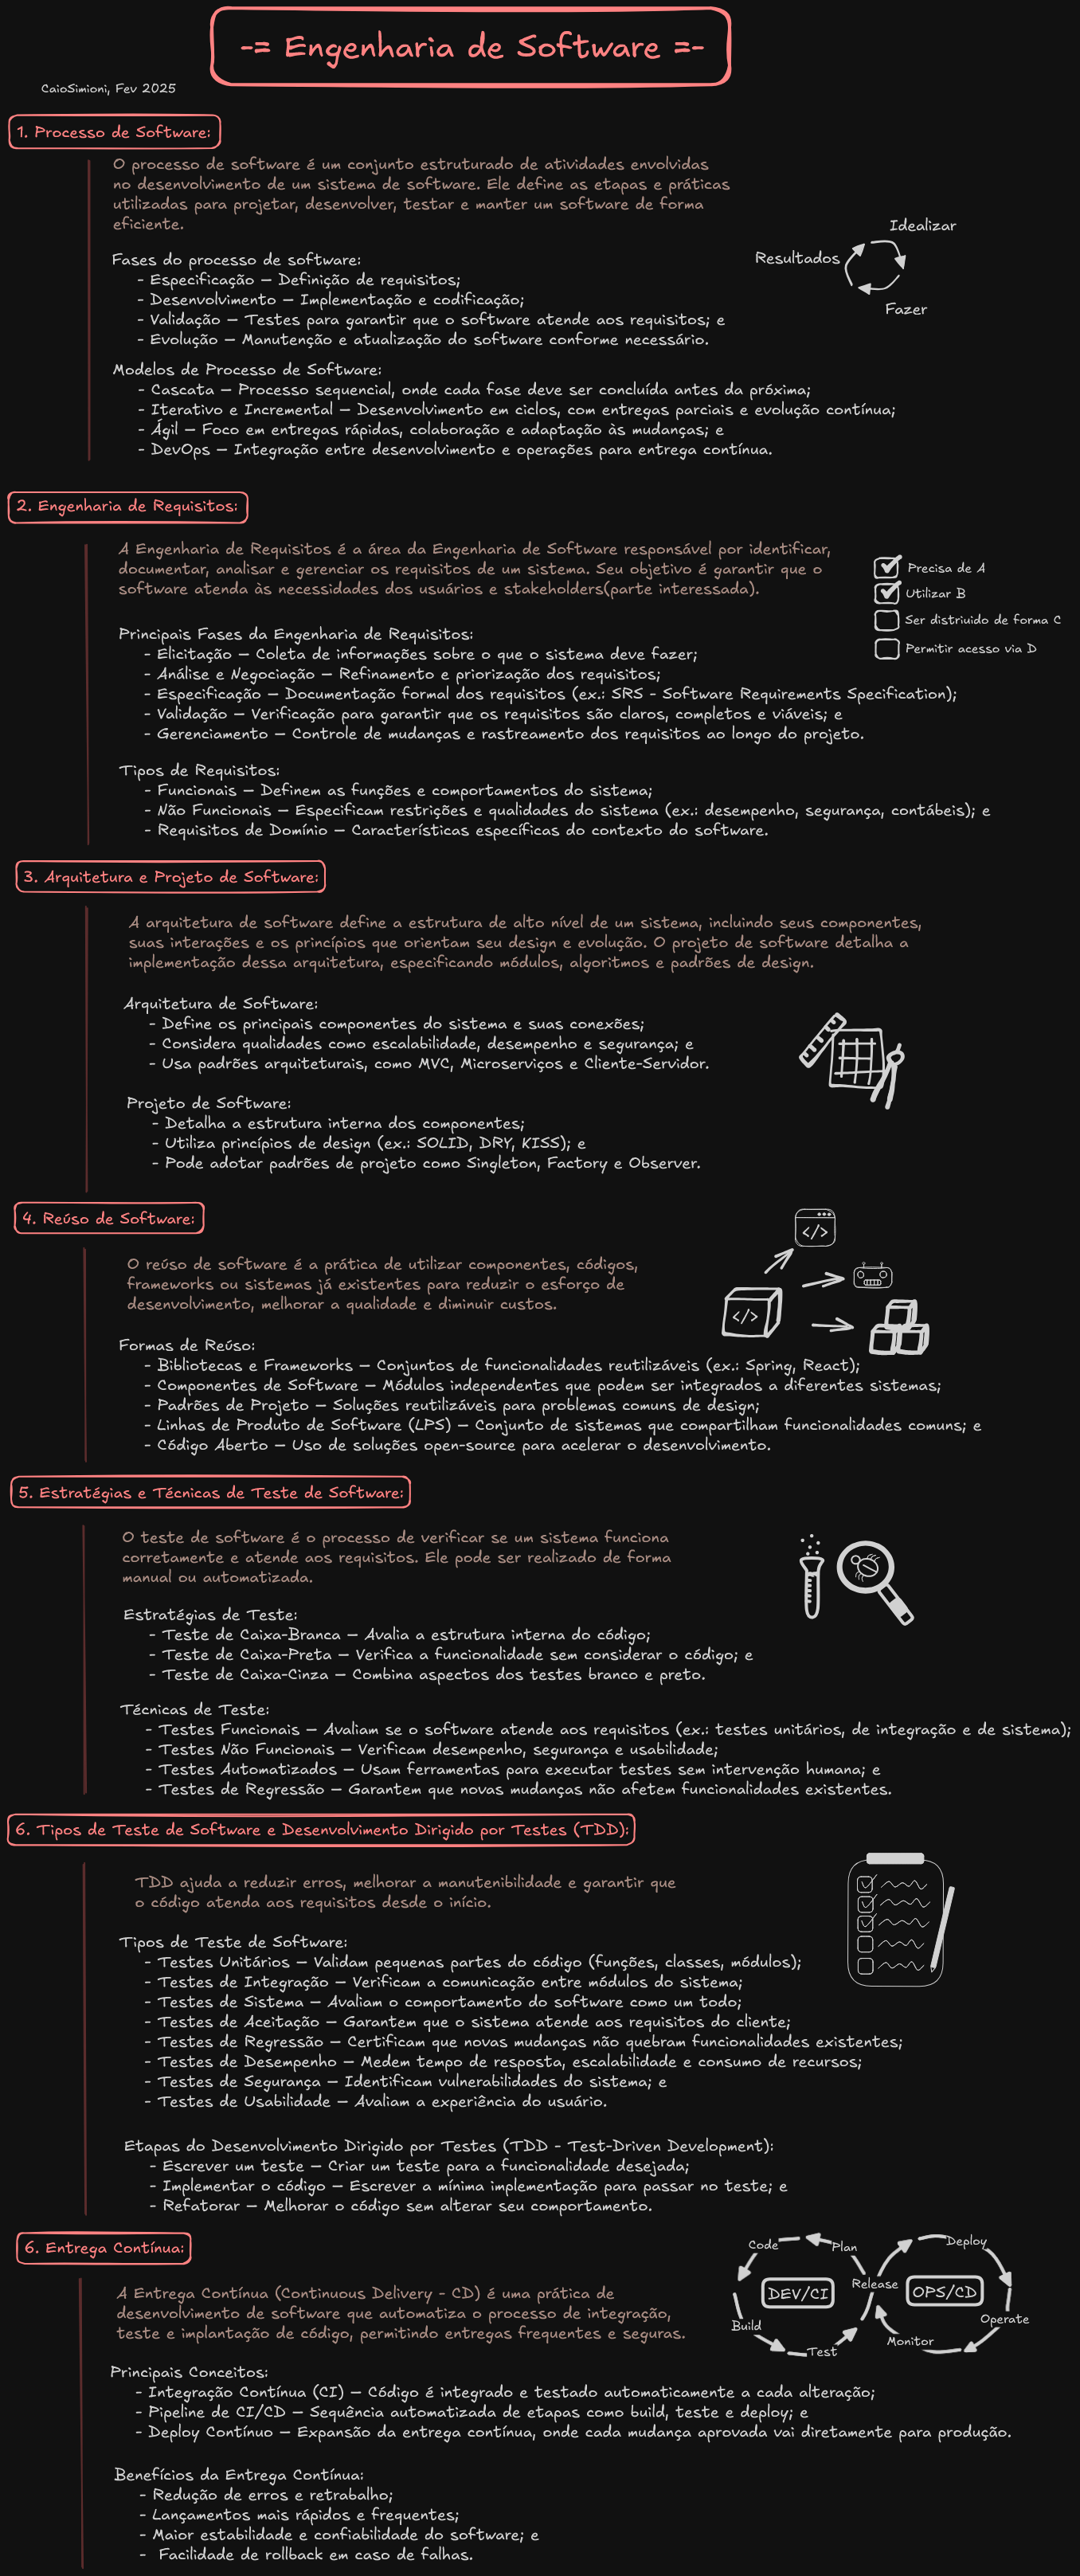 -= Engenharia de Software =-
CaioSimioni, Fev 2025
1. Processo de Software:
O processo de software é um conjunto estruturado de atividades envolvidas
no desenvolvimento de um sistema de software. Ele define as etapas e práticas
utilizadas para projetar, desenvolver, testar e manter um software de forma
eficiente.
Fases do processo de software:
- Especificação – Definição de requisitos;
- Desenvolvimento – Implementação e codificação;
- Validação – Testes para garantir que o software atende aos requisitos; e
- Evolução – Manutenção e atualização do software conforme necessário.
Idealizar
Resultados
Fazer
Modelos de Processo de Software:
- Cascata – Processo sequencial, onde cada fase deve ser concluída antes da próxima;
- Iterativo e Incremental – Desenvolvimento em ciclos, com entregas parciais e evolução contínua;
- Ágil – Foco em entregas rápidas, colaboração e adaptação às mudanças; e
- DevOps – Integração entre desenvolvimento e operações para entrega contínua.
2. Engenharia de Requisitos:
A Engenharia de Requisitos é a área da Engenharia de Software responsável por identificar,
documentar, analisar e gerenciar os requisitos de um sistema. Seu objetivo é garantir que o
software atenda às necessidades dos usuários e stakeholders(parte interessada).
Precisa de A
Utilizar B
Ser distriuido de forma C
Permitir acesso via D
Principais Fases da Engenharia de Requisitos:
- Elicitação – Coleta de informações sobre o que o sistema deve fazer;
- Análise e Negociação – Refinamento e priorização dos requisitos;
- Especificação – Documentação formal dos requisitos (ex.: SRS - Software Requirements Specification);
- Validação – Verificação para garantir que os requisitos são claros, completos e viáveis; e
- Gerenciamento – Controle de mudanças e rastreamento dos requisitos ao longo do projeto.
Tipos de Requisitos:
- Funcionais – Definem as funções e comportamentos do sistema;
- Não Funcionais – Especificam restrições e qualidades do sistema (ex.: desempenho, segurança, contábeis); e
- Requisitos de Domínio – Características específicas do contexto do software.
3. Arquitetura e Projeto de Software:
A arquitetura de software define a estrutura de alto nível de um sistema, incluindo seus componentes,
suas interações e os princípios que orientam seu design e evolução. O projeto de software detalha a
implementação dessa arquitetura, especificando módulos, algoritmos e padrões de design.
Arquitetura de Software:
- Define os principais componentes do sistema e suas conexões;
- Considera qualidades como escalabilidade, desempenho e segurança; e
- Usa padrões arquiteturais, como MVC, Microserviços e Cliente-Servidor.
Projeto de Software:
- Detalha a estrutura interna dos componentes;
- Utiliza princípios de design (ex.: SOLID, DRY, KISS); e
- Pode adotar padrões de projeto como Singleton, Factory e Observer.
4. Reúso de Software:
O reúso de software é a prática de utilizar componentes, códigos,
frameworks ou sistemas já existentes para reduzir o esforço de
desenvolvimento, melhorar a qualidade e diminuir custos.
</>
</>
Formas de Reúso:
- Bibliotecas e Frameworks – Conjuntos de funcionalidades reutilizáveis (ex.: Spring, React);
- Componentes de Software – Módulos independentes que podem ser integrados a diferentes sistemas;
- Padrões de Projeto – Soluções reutilizáveis para problemas comuns de design;
- Linhas de Produto de Software (LPS) – Conjunto de sistemas que compartilham funcionalidades comuns; e
- Código Aberto – Uso de soluções open-source para acelerar o desenvolvimento.
5. Estratégias e Técnicas de Teste de Software:
O teste de software é o processo de verificar se um sistema funciona
corretamente e atende aos requisitos. Ele pode ser realizado de forma
manual ou automatizada.
Estratégias de Teste:
- Teste de Caixa-Branca – Avalia a estrutura interna do código;
- Teste de Caixa-Preta – Verifica a funcionalidade sem considerar o código; e
- Teste de Caixa-Cinza – Combina aspectos dos testes branco e preto.
Técnicas de Teste:
- Testes Funcionais – Avaliam se o software atende aos requisitos (ex.: testes unitários, de integração e de sistema);
- Testes Não Funcionais – Verificam desempenho, segurança e usabilidade;
- Testes Automatizados – Usam ferramentas para executar testes sem intervenção humana; e
- Testes de Regressão – Garantem que novas mudanças não afetem funcionalidades existentes.
6. Tipos de Teste de Software e Desenvolvimento Dirigido por Testes (TDD):
TDD ajuda a reduzir erros, melhorar a manutenibilidade e garantir que
o código atenda aos requisitos desde o início.
Tipos de Teste de Software:
- Testes Unitários – Validam pequenas partes do código (funções, classes, módulos);
- Testes de Integração – Verificam a comunicação entre módulos do sistema;
- Testes de Sistema – Avaliam o comportamento do software como um todo;
- Testes de Aceitação – Garantem que o sistema atende aos requisitos do cliente;
- Testes de Regressão – Certificam que novas mudanças não quebram funcionalidades existentes;
- Testes de Desempenho – Medem tempo de resposta, escalabilidade e consumo de recursos;
- Testes de Segurança – Identificam vulnerabilidades do sistema; e
- Testes de Usabilidade – Avaliam a experiência do usuário.
Etapas do Desenvolvimento Dirigido por Testes (TDD - Test-Driven Development):
- Escrever um teste – Criar um teste para a funcionalidade desejada;
- Implementar o código – Escrever a mínima implementação para passar no teste; e
- Refatorar – Melhorar o código sem alterar seu comportamento.
6. Entrega Contínua:
A Entrega Contínua (Continuous Delivery - CD) é uma prática de
desenvolvimento de software que automatiza o processo de integração,
teste e implantação de código, permitindo entregas frequentes e seguras.
Code
Plan
Deploy
Release
DEV/CI
OPS/CD
Build
Test
Monitor
Operate
Principais Conceitos:
- Integração Contínua (CI) – Código é integrado e testado automaticamente a cada alteração;
- Pipeline de CI/CD – Sequência automatizada de etapas como build, teste e deploy; e
- Deploy Contínuo – Expansão da entrega contínua, onde cada mudança aprovada vai diretamente para produção.
Benefícios da Entrega Contínua:
- Redução de erros e retrabalho;
- Lançamentos mais rápidos e frequentes;
- Maior estabilidade e confiabilidade do software; e
- Facilidade de rollback em caso de falhas.